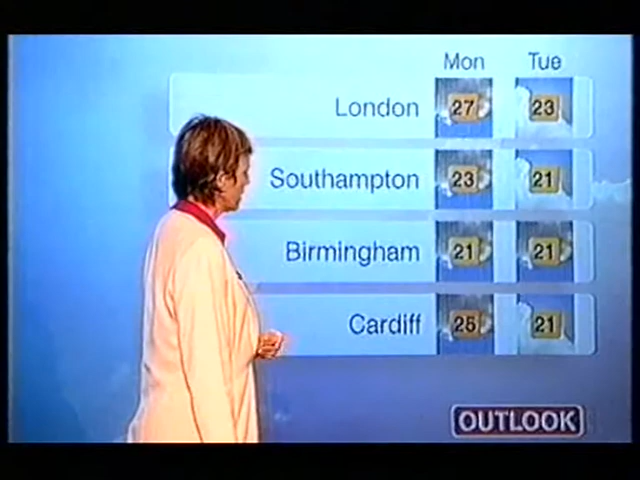 Mon Tue
London 27 23
Southampton 23 21
Birmingham 21 21
Cardiff 25 21
OUTLOOK